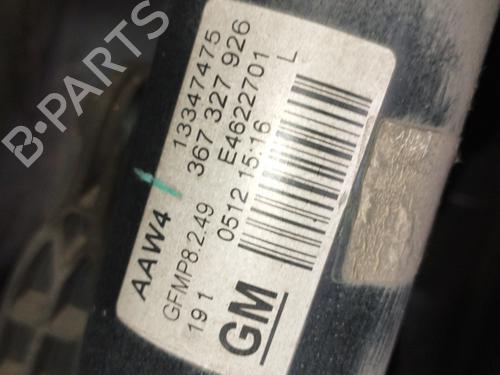 AAW4 13347475
GFMP8.2.49 367 327 926
191 E4622701
0512 15:16 L
GM
B-PARTS